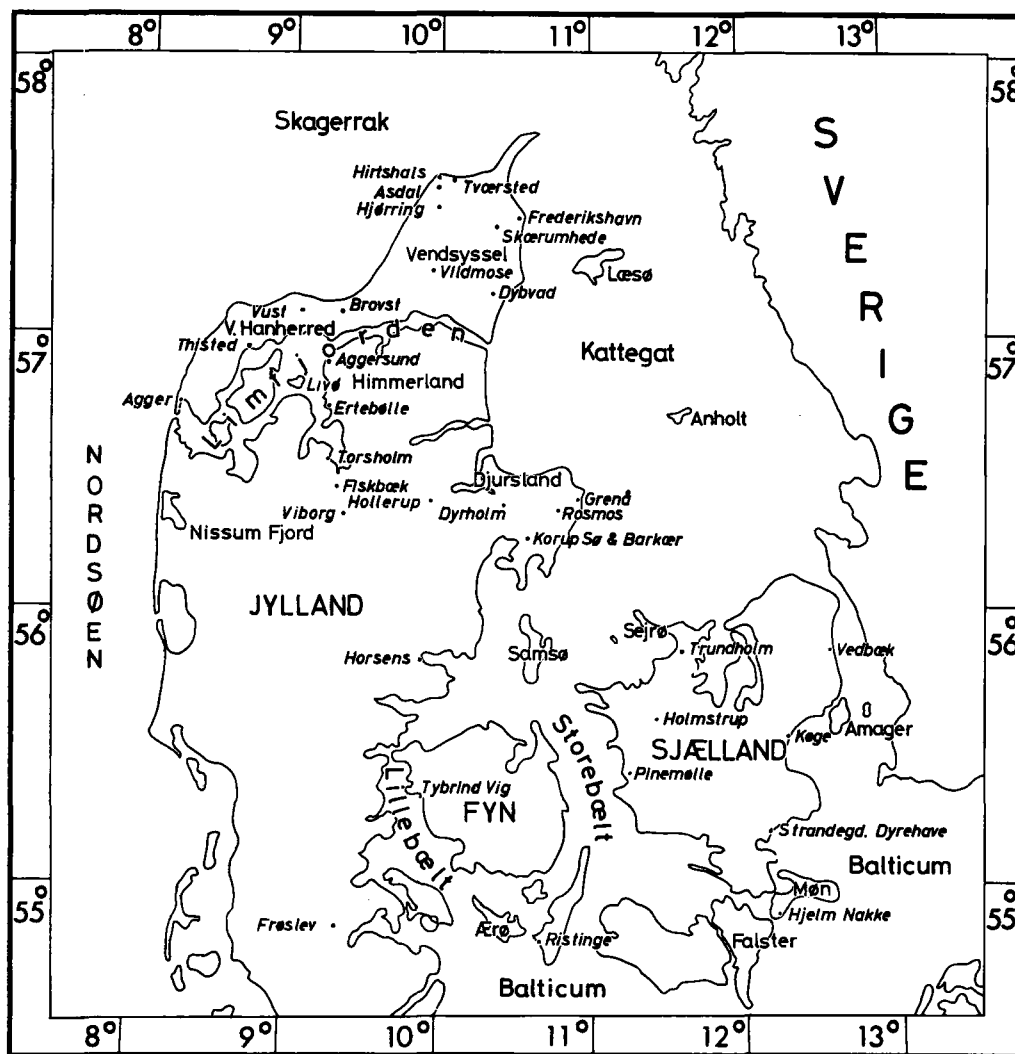 8° 9° 10° 11° 12° 13°
58° 58°
Skagerrak
SVERIGE
Hirtshals
Tværsted
Asdal
Hjørring
Frederikshavn
Skærumhede
Vendsyssel
Vildmose
Læsø
Dybvad
Vust
Brovst
V. Hanherred
57° 57°
Limfjorden
Thisted
Aggersund
Kattegat
Livø
Himmerland
Agger
Ertebølle
Anholt
NORDSØEN
Torsholm
Djursland
Fiskbæk
Hollerup
Grenå
Viborg
Dyrholm
Rosmos
Nissum Fjord
Korup Sø & Barkær
JYLLAND
56° 56°
Sejrø
Horsens
Samsø
Trundholm
Vedbæk
Holmstrup
Amager
Storebælt
SJÆLLAND
Køge
Lillebælt
Tybrind Vig
Pinemølle
FYN
Strandegd. Dyrehave
Balticum
55° 55°
Møn
Hjelm Nakke
Frøslev
Ærø
Ristinge
Falster
Balticum
8° 9° 10° 11° 12° 13°